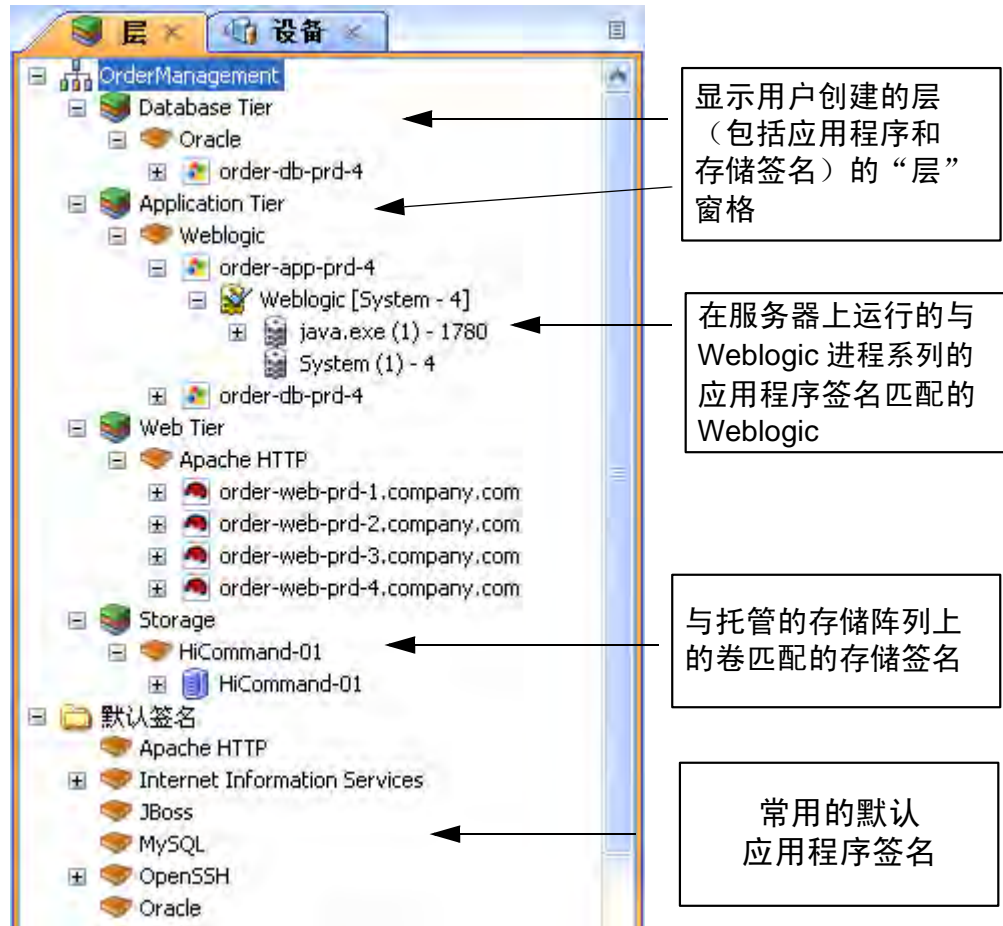 层
设备
OrderManagement
Database Tier
Oracle
order-db-prd-4
Application Tier
Weblogic
order-app-prd-4
Weblogic [System - 4]
java.exe (1) - 1780
System (1) - 4
order-db-prd-4
Web Tier
Apache HTTP
order-web-prd-1.company.com
order-web-prd-2.company.com
order-web-prd-3.company.com
order-web-prd-4.company.com
Storage
HiCommand-01
HiCommand-01
默认签名
Apache HTTP
Internet Information Services
JBoss
MySQL
OpenSSH
Oracle
显示用户创建的层
（包括应用程序和
存储签名）的“层”
窗格
在服务器上运行的与
Weblogic 进程系列的
应用程序签名匹配的
Weblogic
与托管的存储阵列上
的卷匹配的存储签名
常用的默认
应用程序签名